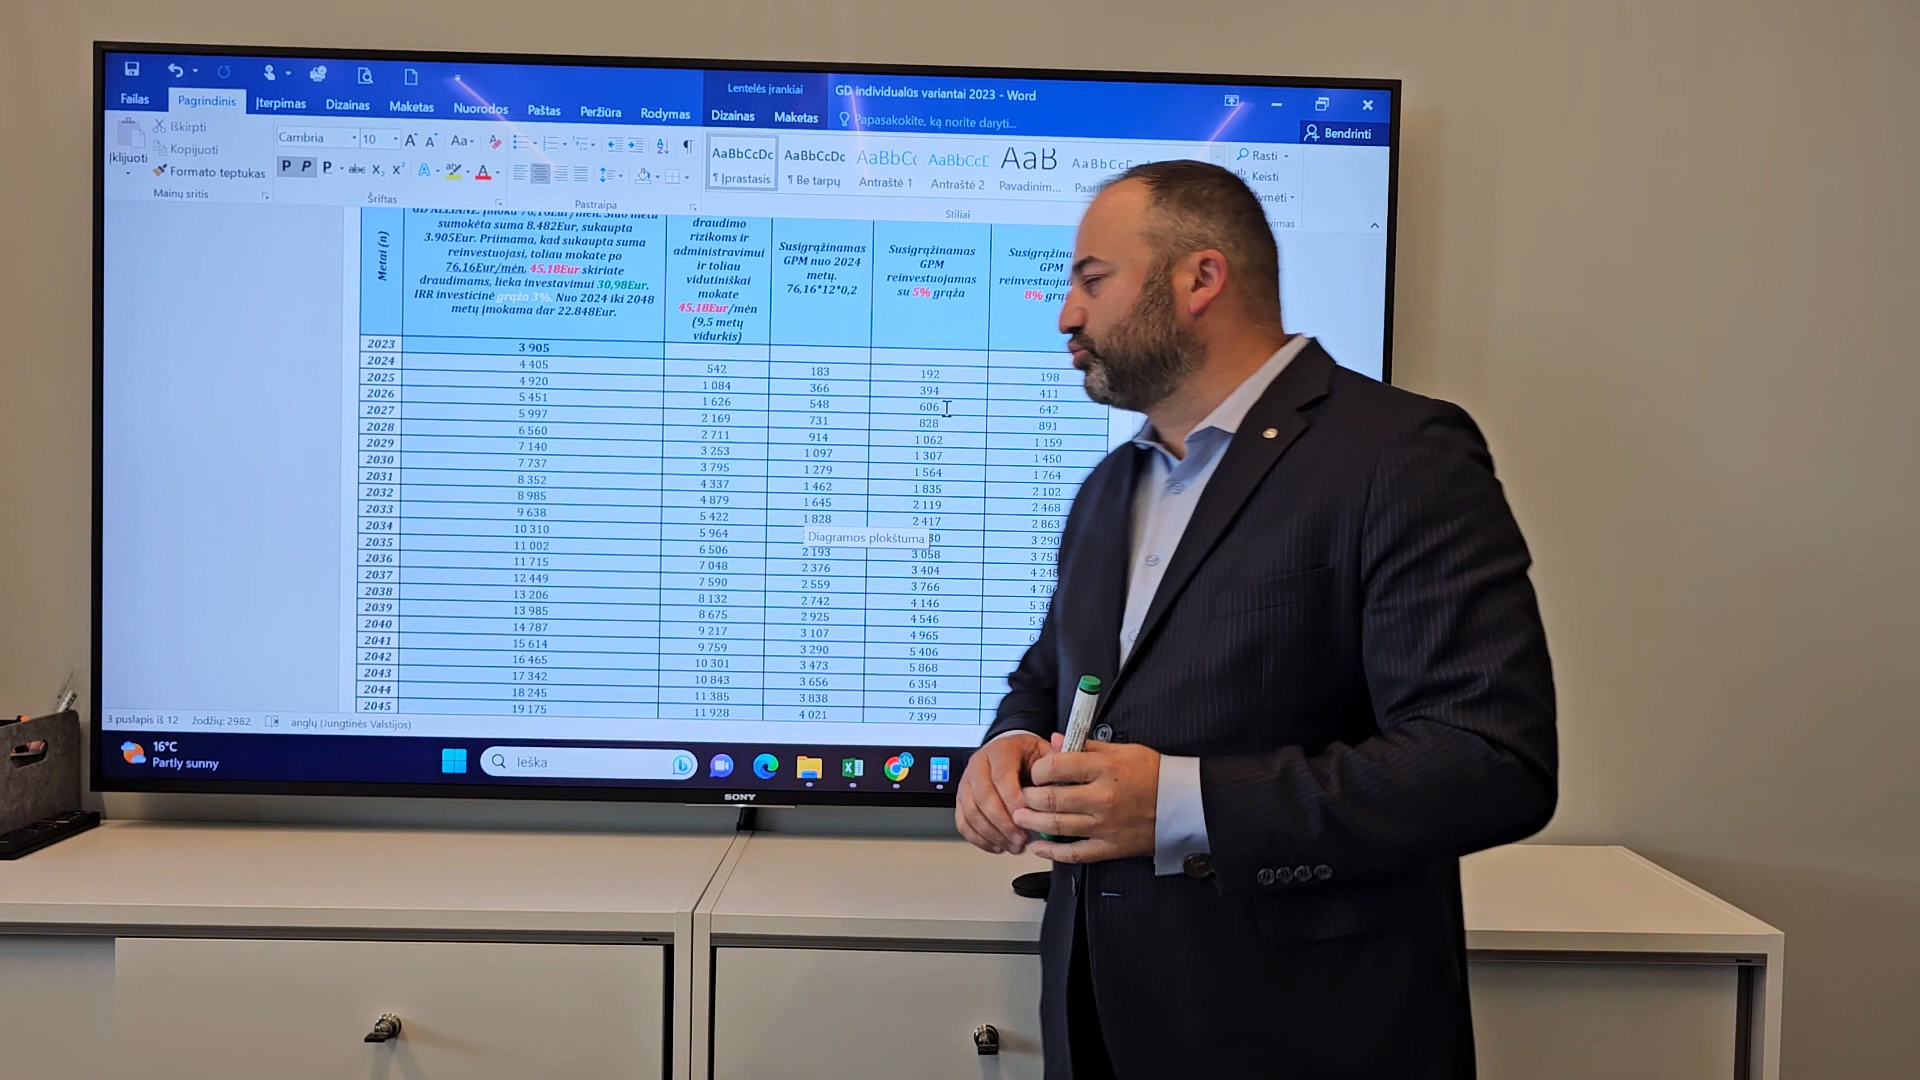 Lentelės įrankiai
GD individualūs variantai 2023 - Word
Failas
Pagrindinis
Įterpimas
Dizainas
Maketas
Nuorodos
Paštas
Peržiūra
Rodymas
Dizainas
Maketas
Papasakokite, ką norite daryti...
Bendrinti
Įklijuoti
Iškirpti
Kopijuoti
Formato teptukas
Mainų sritis
Cambria
10
Šriftas
Pastraipa
AaBbCcDc
¶ Įprastasis
AaBbCcDc
¶ Be tarpų
AaBbCc
Antraštė 1
AaBbCcE
Antraštė 2
AaB
Pavadinim...
AaBbCcD
Stiliai
Rasti
Keisti
Metai (n)
sumokėta suma 8.482Eur, sukaupta
3.905Eur. Priimama, kad sukaupta suma
reinvestuojasi, toliau mokate po
76,16Eur/mėn. 45,18Eur skiriate
draudimams, lieka investavimui 30,98Eur.
IRR investicinė grąža 3%. Nuo 2024 iki 2048
metų įmokama dar 22.848Eur.
draudimo
rizikoms ir
administravimui
ir toliau
vidutiniškai
mokate
45,18Eur/mėn
(9,5 metų
vidurkis)
Susigrąžinamas
GPM nuo 2024
metų.
76,16*12*0,2
Susigrąžinamas
GPM
reinvestuojamas
su 5% grąža
Susigrąžina
GPM
reinvestuoja
8% grąž
2023 3 905
2024 4 405 542 183 192 198
2025 4 920 1 084 366 394 411
2026 5 451 1 626 548 606 642
2027 5 997 2 169 731 828 891
2028 6 560 2 711 914 1 062 1 159
2029 7 140 3 253 1 097 1 307 1 450
2030 7 737 3 795 1 279 1 564 1 764
2031 8 352 4 337 1 462 1 835 2 102
2032 8 985 4 879 1 645 2 119 2 468
2033 9 638 5 422 1 828 2 417 2 863
2034 10 310 5 964 30 3 290
Diagramos plokštuma
2035 11 002 6 506 2 193 3 058 3 751
2036 11 715 7 048 2 376 3 404 4 248
2037 12 449 7 590 2 559 3 766 4 78
2038 13 206 8 132 2 742 4 146 5 3
2039 13 985 8 675 2 925 4 546 5 9
2040 14 787 9 217 3 107 4 965 6
2041 15 614 9 759 3 290 5 406
2042 16 465 10 301 3 473 5 868
2043 17 342 10 843 3 656 6 354
2044 18 245 11 385 3 838 6 863
2045 19 175 11 928 4 021 7 399
3 puslapis iš 12
žodžių: 2982
anglų (Jungtinės Valstijos)
16°C
Partly sunny
Ieška
SONY